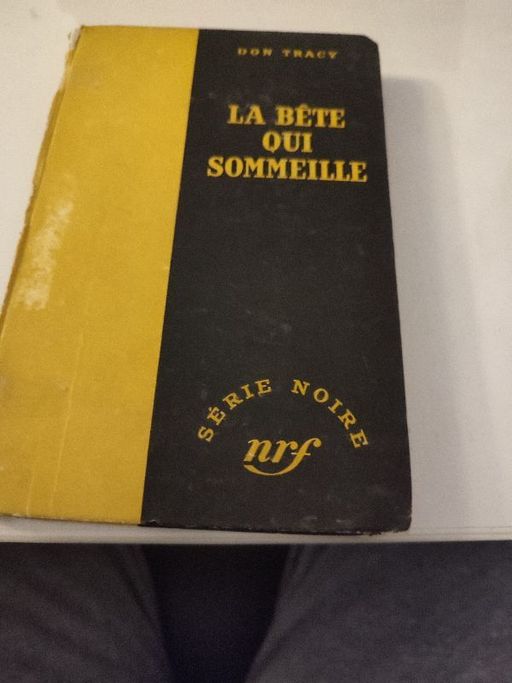 DON TRACY
LA BÊTE
QUI
SOMMEILLE
SÉRIE NOIRE
nrf